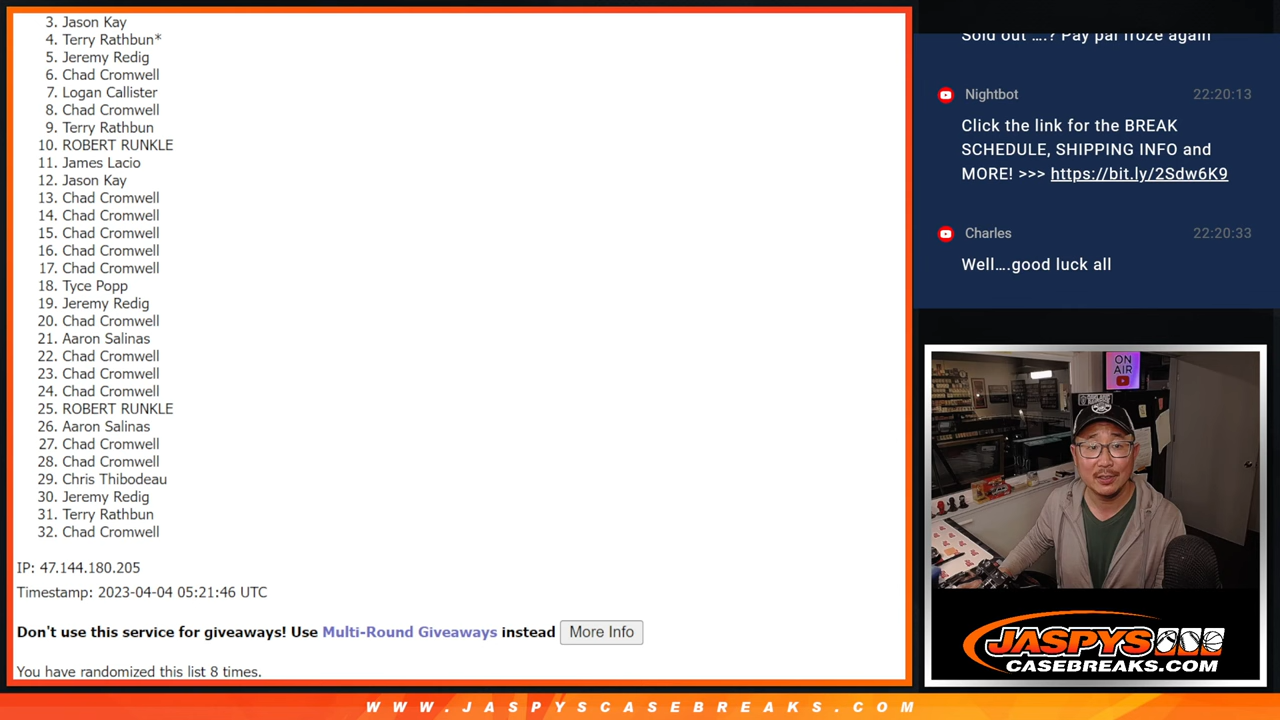 3. Jason Kay
4. Terry Rathbun*
5. Jeremy Redig
6. Chad Cromwell
7. Logan Callister
8. Chad Cromwell
9. Terry Rathbun
10. ROBERT RUNKLE
11. James Lacio
12. Jason Kay
13. Chad Cromwell
14. Chad Cromwell
15. Chad Cromwell
16. Chad Cromwell
17. Chad Cromwell
18. Tyce Popp
19. Jeremy Redig
20. Chad Cromwell
21. Aaron Salinas
22. Chad Cromwell
23. Chad Cromwell
24. Chad Cromwell
25. ROBERT RUNKLE
26. Aaron Salinas
27. Chad Cromwell
28. Chad Cromwell
29. Chris Thibodeau
30. Jeremy Redig
31. Terry Rathbun
32. Chad Cromwell
IP: 47.144.180.205
Timestamp: 2023-04-04 05:21:46 UTC
Don't use this service for giveaways! Use Multi-Round Giveaways instead More Info
You have randomized this list 8 times.
Sold out ....? Pay pal froze again
Nightbot 22:20:13
Click the link for the BREAK
SCHEDULE, SHIPPING INFO and
MORE! >>> https://bit.ly/2Sdw6K9
Charles 22:20:33
Well....good luck all
ON
AIR
JASPYS
CASEBREAKS.COM
WWW.JASPYSCASEBREAKS.COM